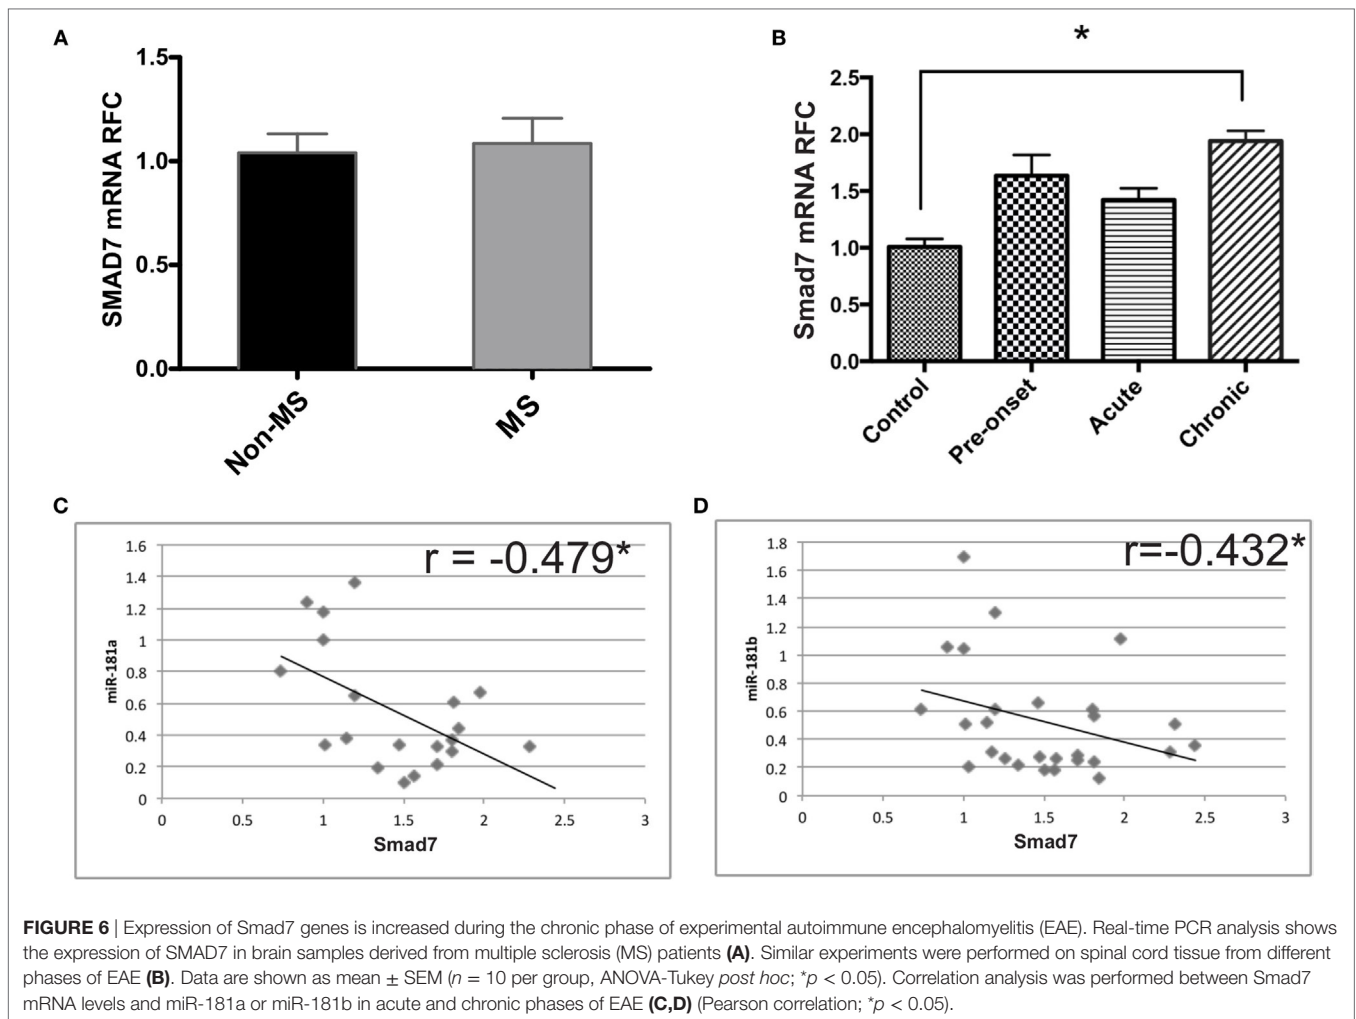 A
1.5
1.0
0.5
0.0
SMAD7 mRNA RFC
Non-MS
MS
B
*
2.5
2.0
1.5
1.0
0.5
0.0
Smad7 mRNA RFC
Control
Pre-onset
Acute
Chronic
C
r = -0.479*
1.6
1.4
1.2
1
0.8
0.6
0.4
0.2
0
miR-181a
0 0.5 1 1.5 2 2.5 3
Smad7
D
r=-0.432*
1.8
1.6
1.4
1.2
1
0.8
0.6
0.4
0.2
0
miR-181b
0 0.5 1 1.5 2 2.5 3
Smad7
FIGURE 6 | Expression of Smad7 genes is increased during the chronic phase of experimental autoimmune encephalomyelitis (EAE). Real-time PCR analysis shows
the expression of SMAD7 in brain samples derived from multiple sclerosis (MS) patients (A). Similar experiments were performed on spinal cord tissue from different
phases of EAE (B). Data are shown as mean ± SEM (n = 10 per group, ANOVA-Tukey post hoc; *p < 0.05). Correlation analysis was performed between Smad7
mRNA levels and miR-181a or miR-181b in acute and chronic phases of EAE (C,D) (Pearson correlation; *p < 0.05).